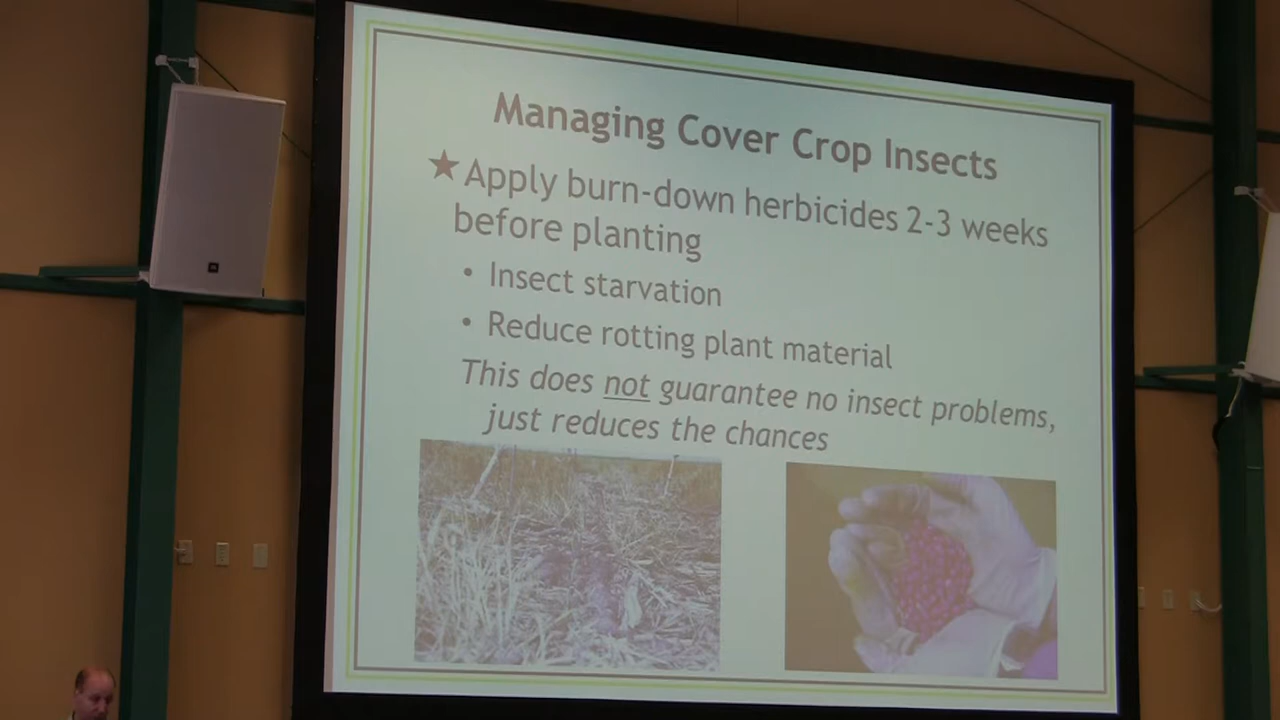 Managing Cover Crop Insects
★Apply burn-down herbicides 2-3 weeks
before planting
• Insect starvation
• Reduce rotting plant material
This does not guarantee no insect problems,
just reduces the chances